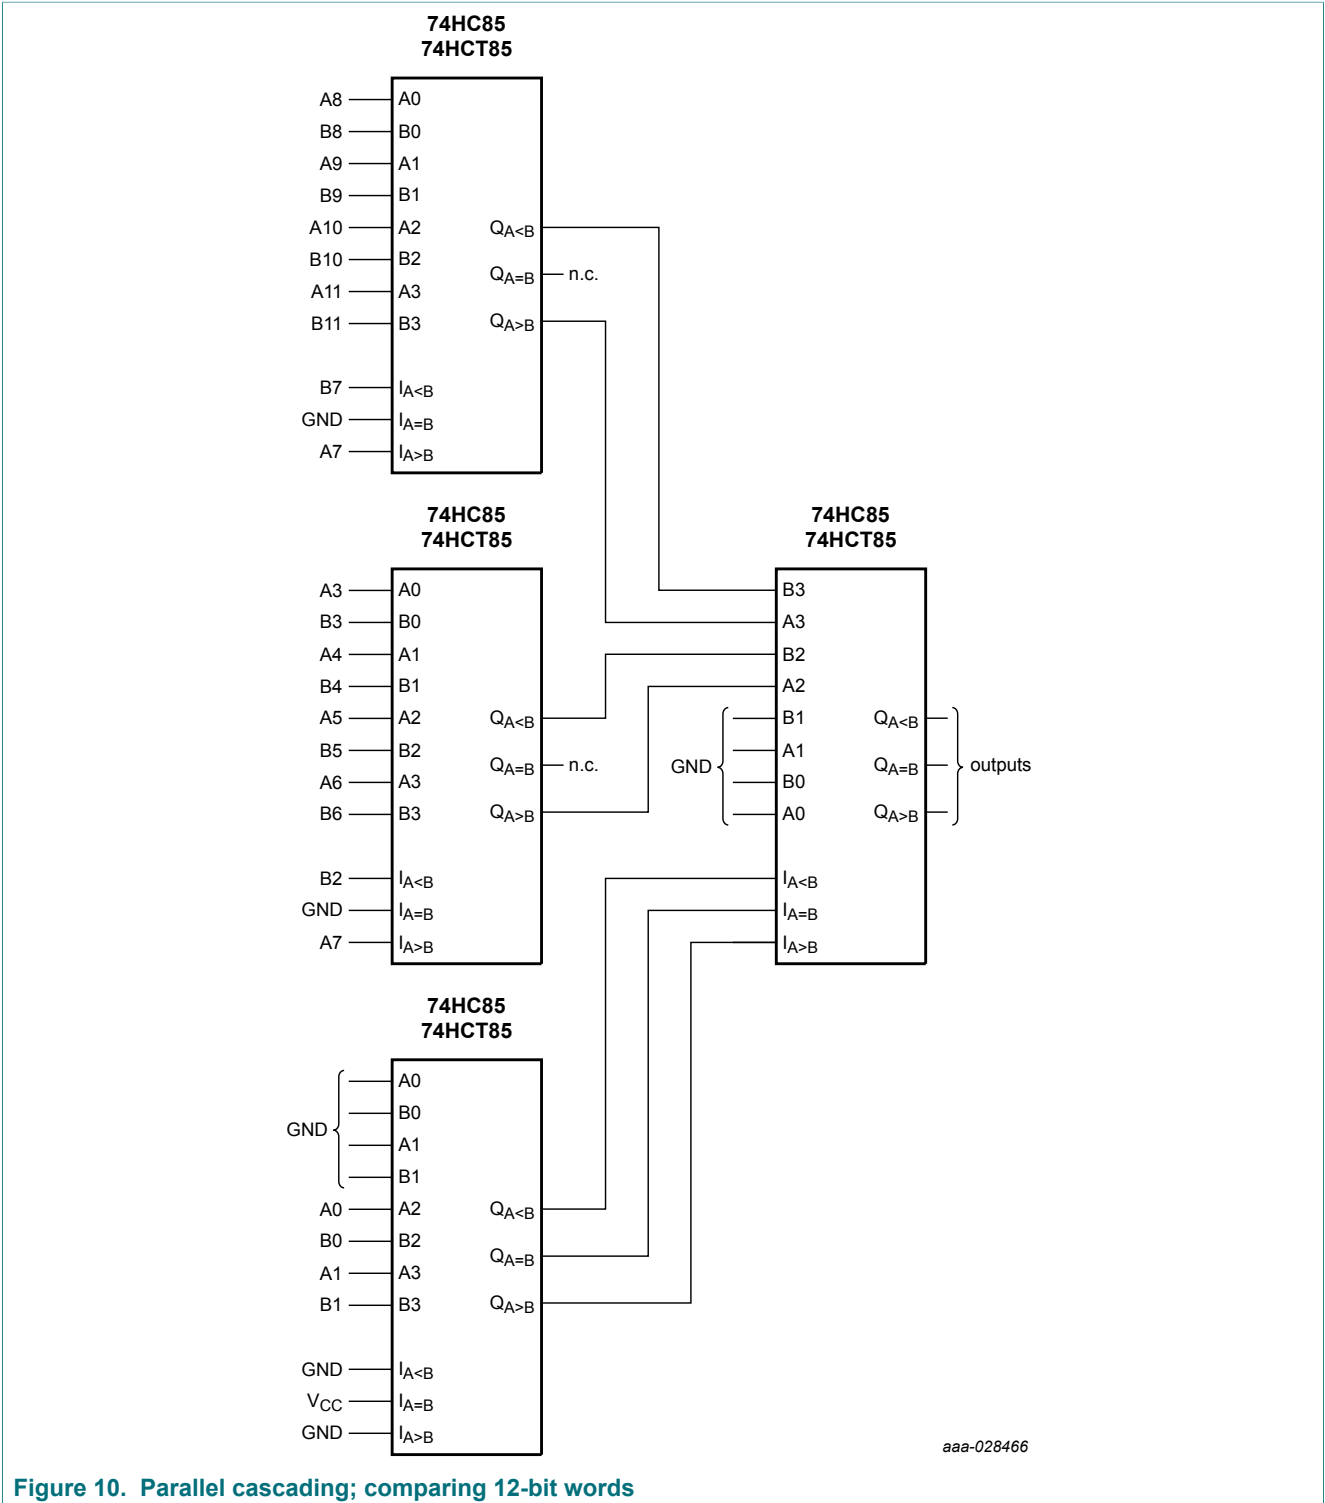 74HC85
74HCT85
A8 A0
B8 B0
A9 A1
B9 B1
A10 A2 QA<B
B10 B2 QA=B n.c.
A11 A3
B11 B3 QA>B
B7 IA<B
GND IA=B
A7 IA>B
74HC85
74HCT85
A3 A0
B3 B0
A4 A1
B4 B1
A5 A2 QA<B
B5 B2 QA=B n.c.
A6 A3
B6 B3 QA>B
B2 IA<B
GND IA=B
A7 IA>B
74HC85
74HCT85
B3
A3
B2
A2
GND
B1 QA<B
A1 QA=B outputs
B0
A0 QA>B
IA<B
IA=B
IA>B
74HC85
74HCT85
GND
A0
B0
A1
B1
A0 A2 QA<B
B0 B2 QA=B
A1 A3
B1 B3 QA>B
GND IA<B
VCC IA=B
GND IA>B
aaa-028466
Figure 10. Parallel cascading; comparing 12-bit words